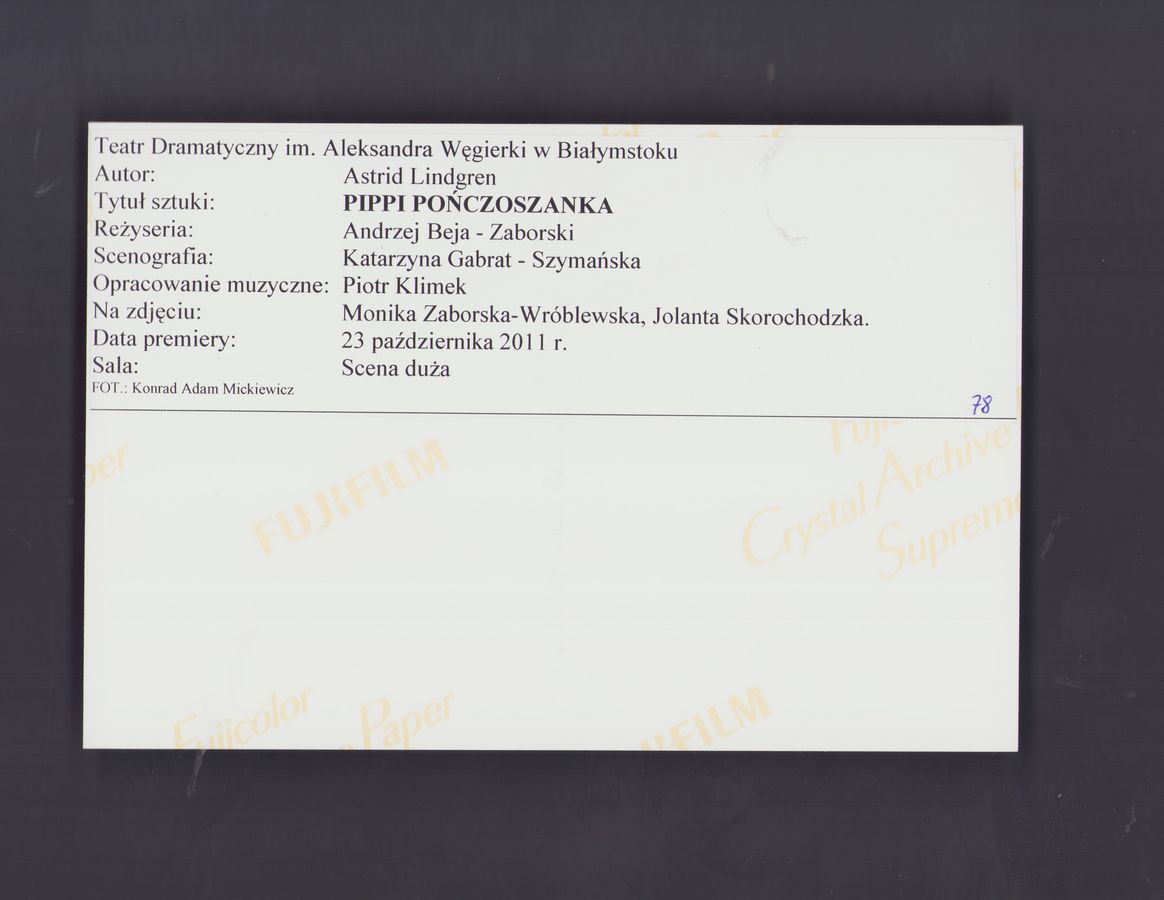 Teatr Dramatyczny im. Aleksandra Węgierki w Białymstoku
Autor: Astrid Lindgren
Tytuł sztuki: PIPPI POŃCZOSZANKA
Reżyseria: Andrzej Beja - Zaborski
Scenografia: Katarzyna Gabrat - Szymańska
Opracowanie muzyczne: Piotr Klimek
Na zdjęciu: Monika Zaborska-Wróblewska, Jolanta Skorochodzka.
Data premiery: 23 października 2011 r.
Sala: Scena duża
FOT.: Konrad Adam Mickiewicz
78
FUJIFILM
Crystal Archive
Supreme
Fujicolor Paper
FUJIFILM